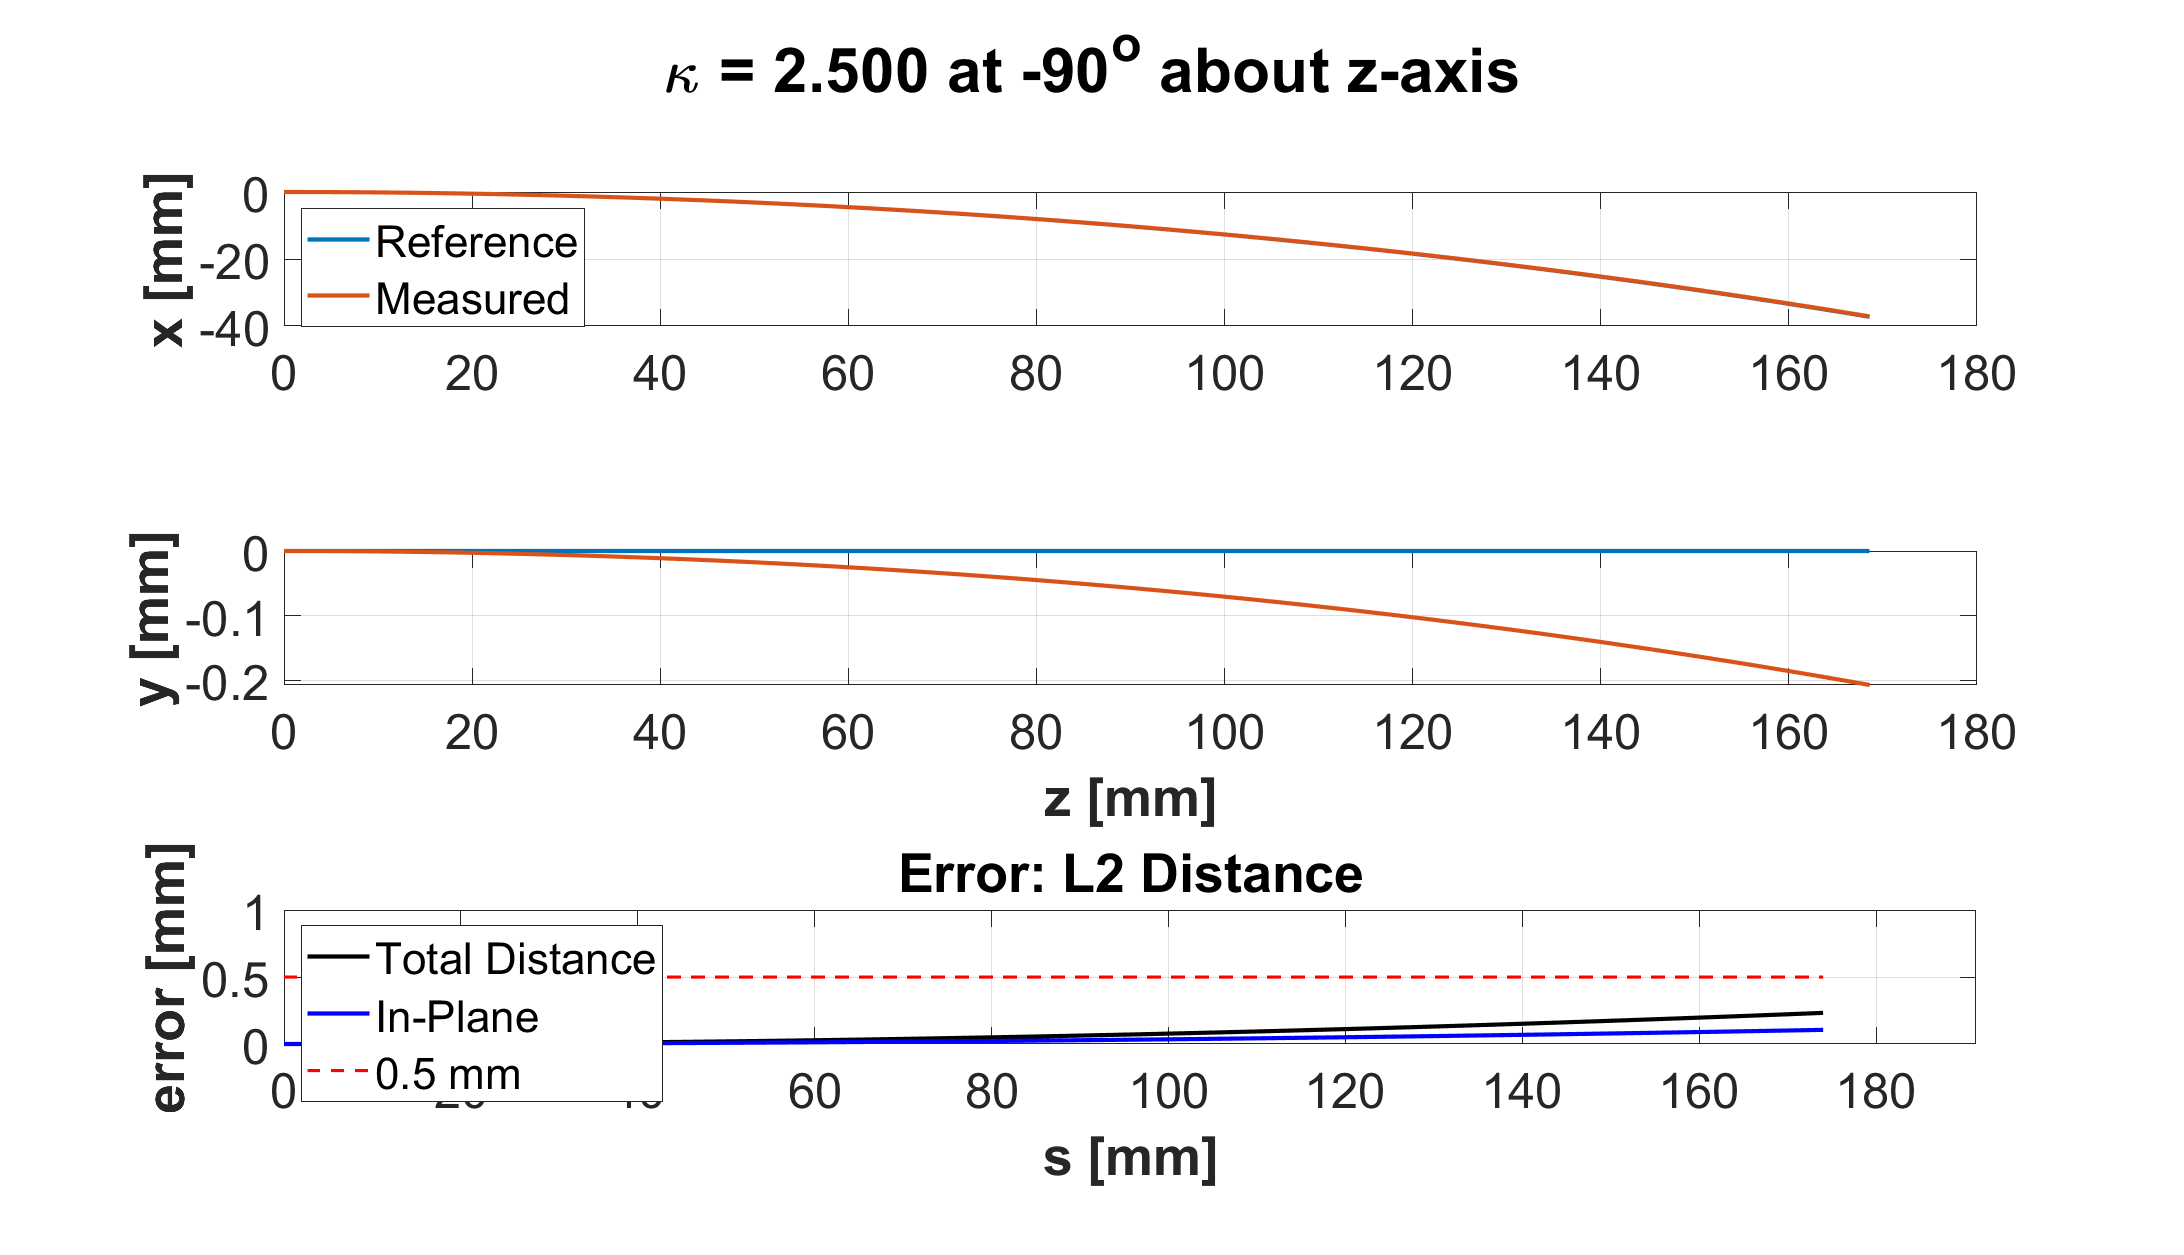 κ = 2.500 at -90° about z-axis
x [mm]
0
-20
-40
Reference
Measured
0 20 40 60 80 100 120 140 160 180
y [mm]
0
-0.1
-0.2
0 20 40 60 80 100 120 140 160 180
z [mm]
Error: L2 Distance
error [mm]
1
0.5
0
Total Distance
In-Plane
0.5 mm
0 60 80 100 120 140 160 180
s [mm]